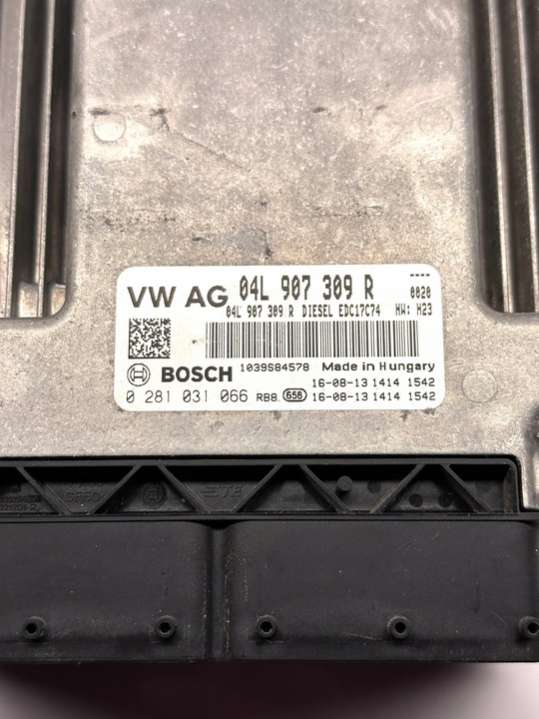 ----
VW AG 04L 907 309 R 0020
04L 907 309 R DIESEL EDC17C74 HW: H23
1039S84578 Made in Hungary
BOSCH 16-08-13 1414 1542
0 281 031 066 RBB. 658 16-08-13 1414 1542